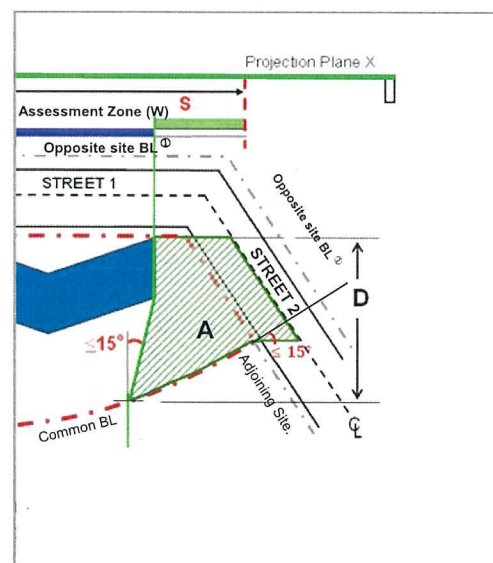 Projection Plane X
Assessment Zone (W)
S
Opposite site BL ①
STREET 1
Opposite site BL ②
STREET 2
D
A
≤15°
≤ 15°
Adjoining Site.
Common BL
℄